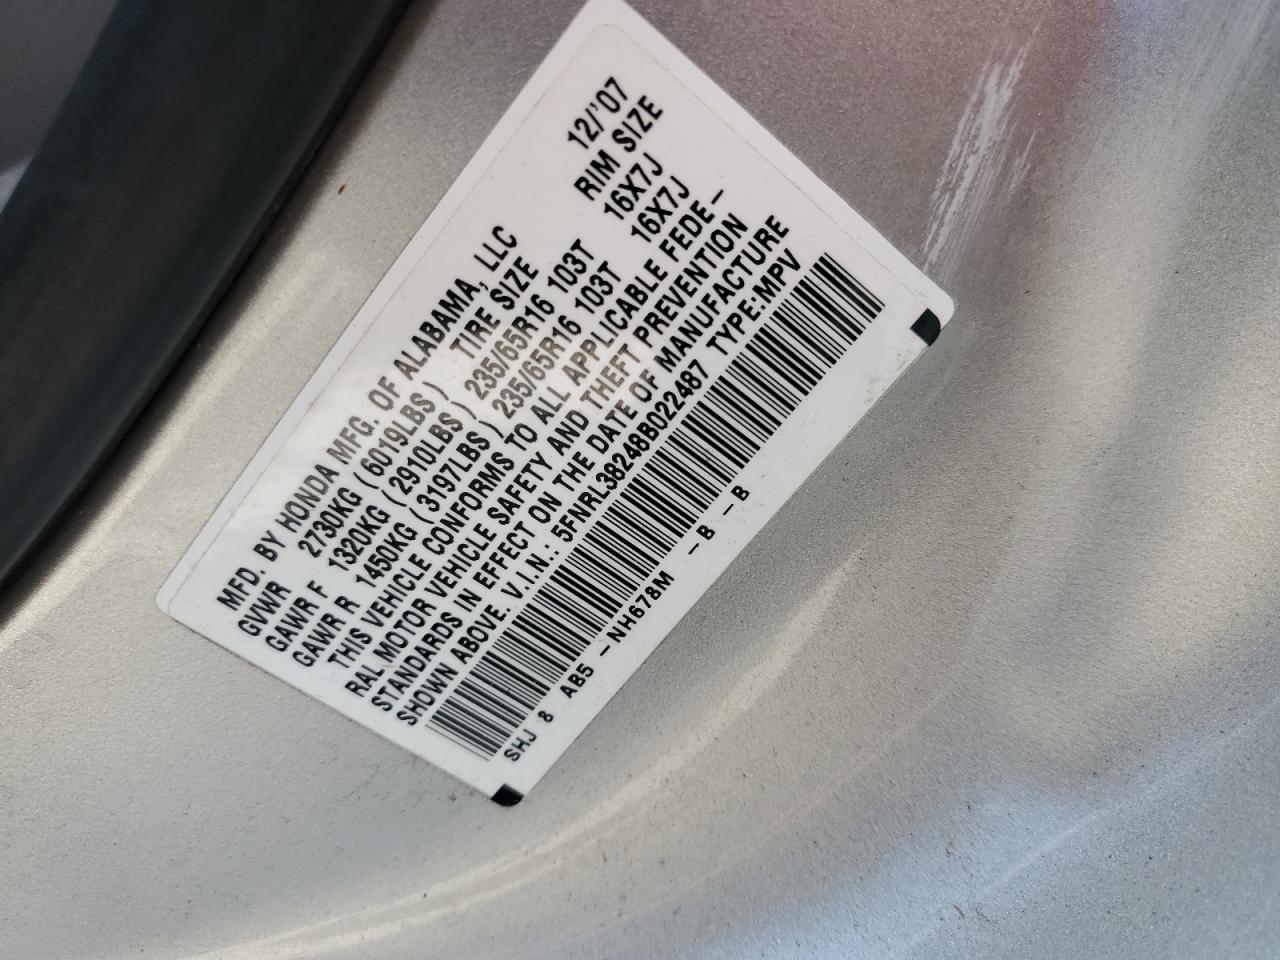 MFD. BY HONDA MFG. OF ALABAMA, LLC 12/'07
GVWR 2730KG (6019LBS) TIRE SIZE RIM SIZE
GAWR F 1320KG (2910LBS) 235/65R16 103T 16X7J
GAWR R 1450KG (3197LBS) 235/65R16 103T 16X7J
THIS VEHICLE CONFORMS TO ALL APPLICABLE FEDE-
RAL MOTOR VEHICLE SAFETY AND THEFT PREVENTION
STANDARDS IN EFFECT ON THE DATE OF MANUFACTURE
SHOWN ABOVE. V.I.N.: 5FNRL38248B022487 TYPE:MPV
SHJ 8 AB5 -NH678M -B -B